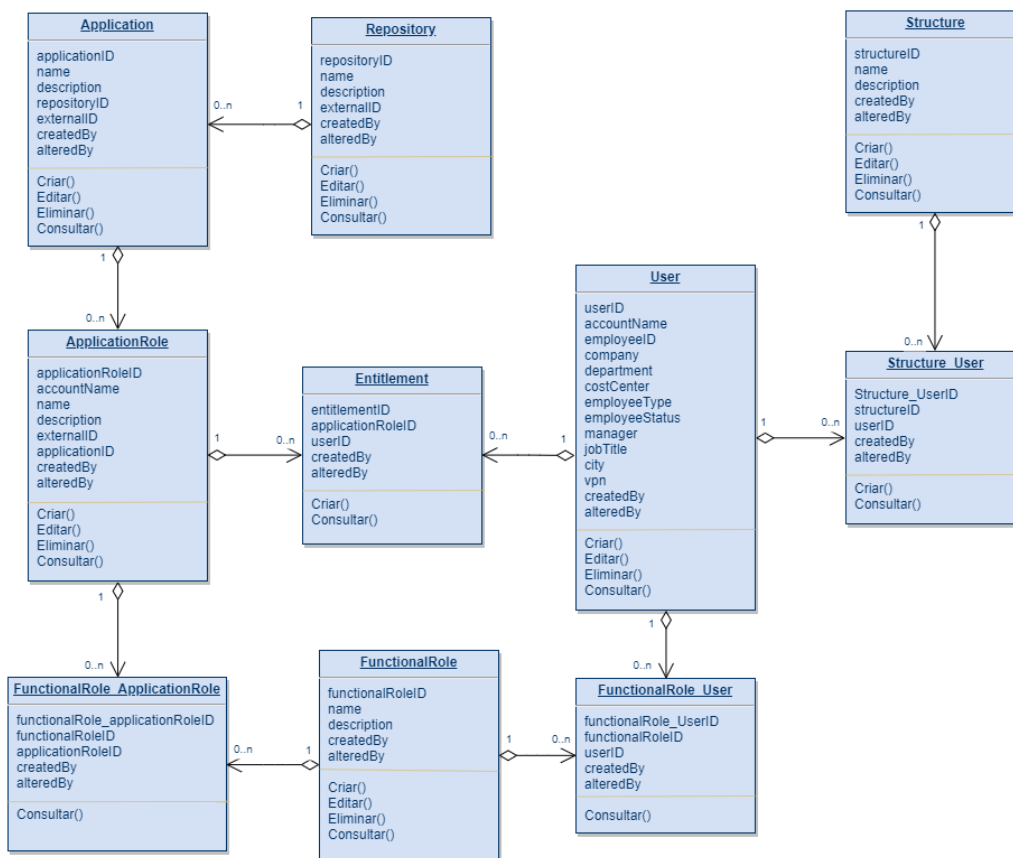 Application
applicationID
name
description
repositoryID
externalID
createdBy
alteredBy
Criar()
Editar()
Eliminar()
Consultar()
0..n
1
Repository
repositoryID
name
description
externalID
createdBy
alteredBy
Criar()
Editar()
Eliminar()
Consultar()
Structure
structureID
name
description
createdBy
alteredBy
Criar()
Editar()
Eliminar()
Consultar()
1
0..n
1
0..n
ApplicationRole
applicationRoleID
accountName
name
description
externalID
applicationID
createdBy
alteredBy
Criar()
Editar()
Eliminar()
Consultar()
1
0..n
Entitlement
entitlementID
applicationRoleID
userID
createdBy
alteredBy
Criar()
Consultar()
0..n
1
User
userID
accountName
employeeID
company
department
costCenter
employeeType
employeeStatus
manager
jobTitle
city
vpn
createdBy
alteredBy
Criar()
Editar()
Eliminar()
Consultar()
1
0..n
Structure_User
Structure_UserID
structureID
userID
createdBy
alteredBy
Criar()
Consultar()
1
0..n
1
0..n
FunctionalRole_ApplicationRole
functionalRole_applicationRoleID
functionalRoleID
applicationRoleID
createdBy
alteredBy
Consultar()
0..n
1
FunctionalRole
functionalRoleID
name
description
createdBy
alteredBy
Criar()
Editar()
Eliminar()
Consultar()
1
0..n
FunctionalRole_User
functionalRole_UserID
functionalRoleID
userID
createdBy
alteredBy
Consultar()